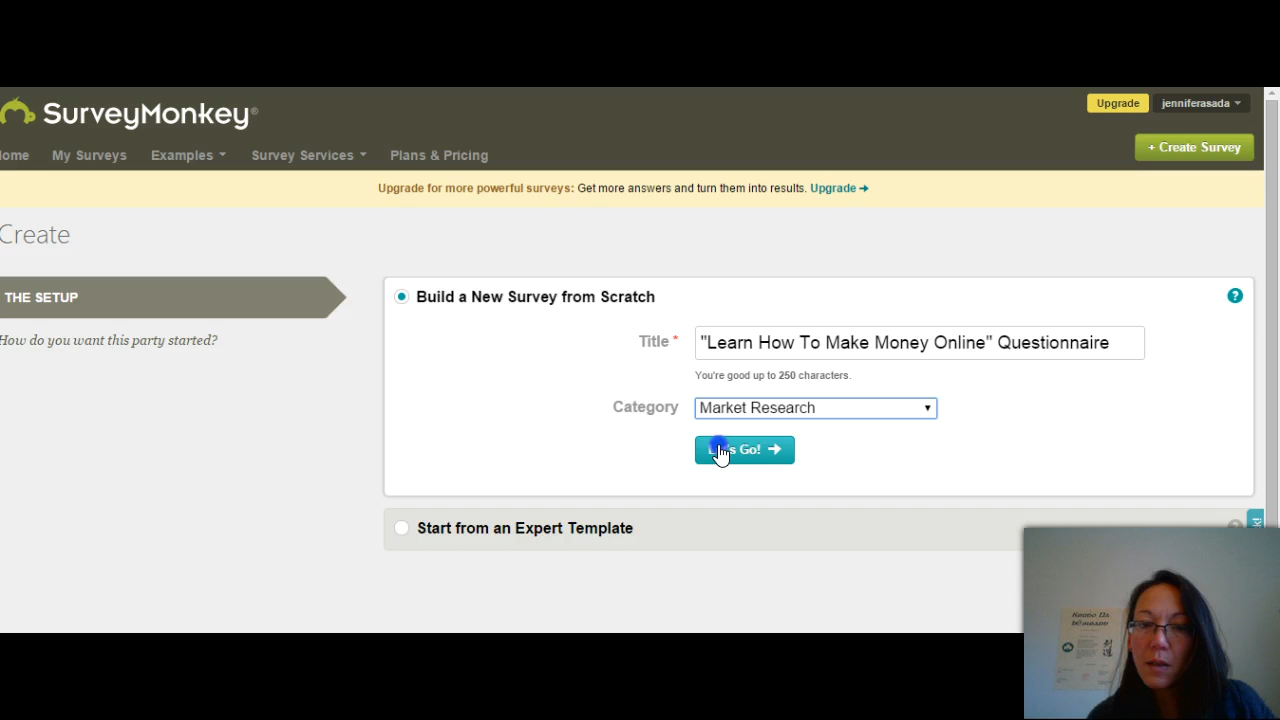 SurveyMonkey®
Upgrade
jenniferasada
ome
My Surveys
Examples
Survey Services
Plans & Pricing
+ Create Survey
Upgrade for more powerful surveys: Get more answers and turn them into results. Upgrade →
Create
THE SETUP
How do you want this party started?
Build a New Survey from Scratch
?
Title *
"Learn How To Make Money Online" Questionnaire
You're good up to 250 characters.
Category
Market Research
Go! →
Start from an Expert Template
?